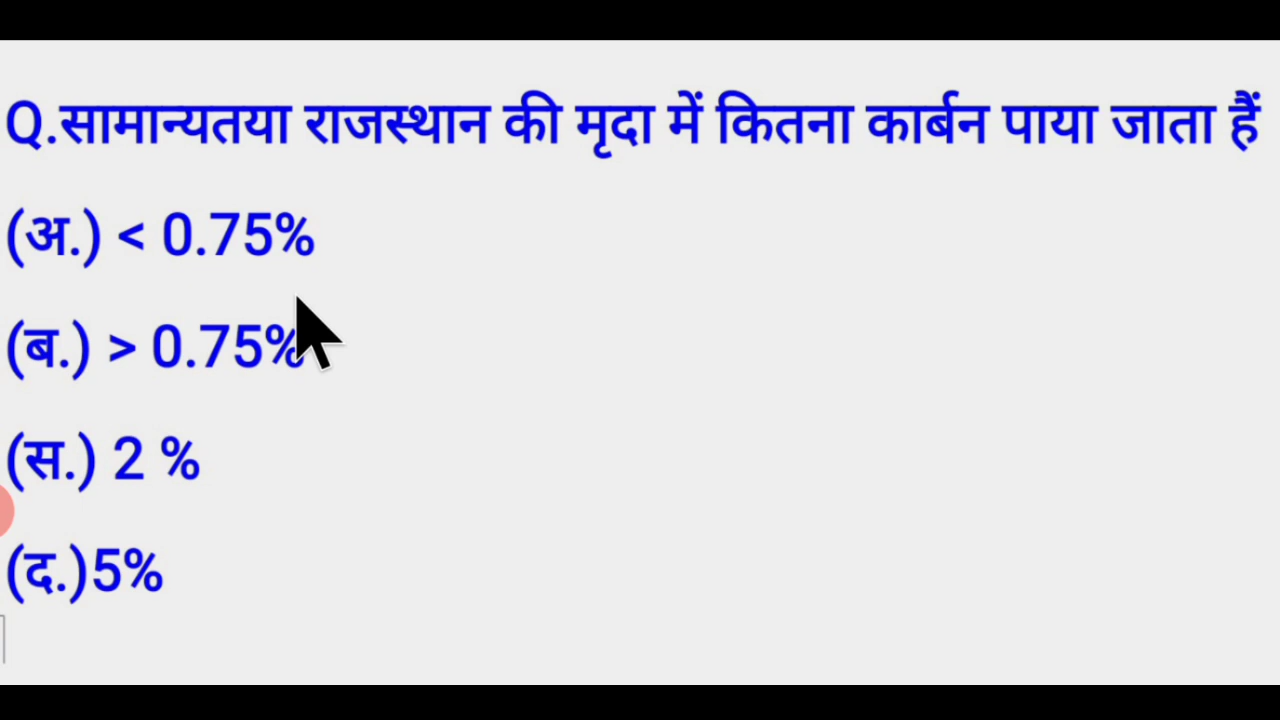 Q.सामान्यतया राजस्थान की मृदा में कितना कार्बन पाया जाता हैं
(अ.) < 0.75%
(ब.) > 0.75%
(स.) 2 %
(द.)5%